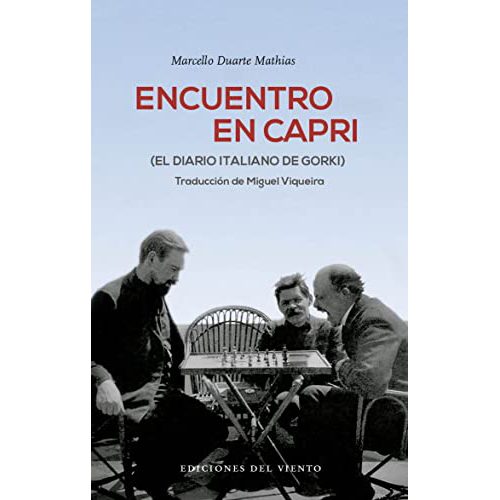 Marcello Duarte Mathias
ENCUENTRO
EN CAPRI
(EL DIARIO ITALIANO DE GORKI)
Traducción de Miguel Viqueira
EDICIONES DEL VIENTO